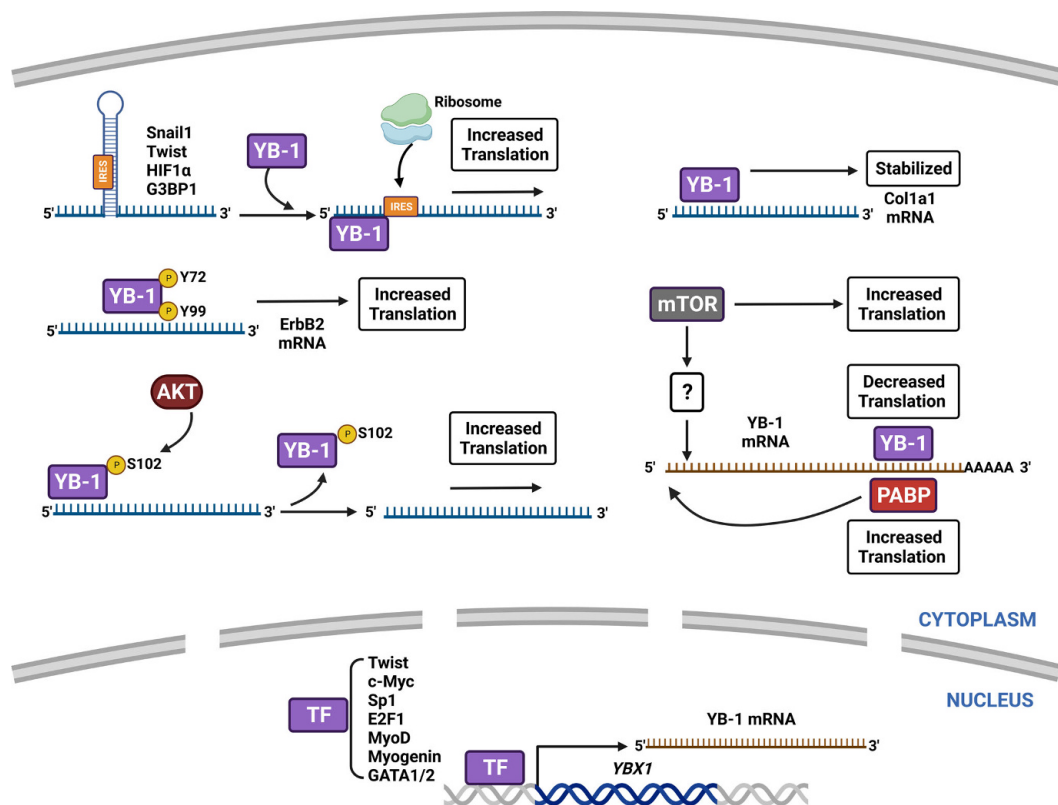 Snail1
Twist
HIF1α
G3BP1
IRES
5'
3'
YB-1
Ribosome
IRES
YB-1
5'
3'
Increased
Translation
YB-1
5'
3'
Stabilized
Col1a1
mRNA
YB-1
P
Y72
P
Y99
5'
3'
ErbB2
mRNA
Increased
Translation
mTOR
Increased
Translation
?
YB-1
mRNA
Decreased
Translation
YB-1
5'
AAAAA 3'
PABP
Increased
Translation
AKT
YB-1
P
S102
5'
3'
YB-1
P
S102
5'
3'
Increased
Translation
CYTOPLASM
NUCLEUS
TF
Twist
c-Myc
Sp1
E2F1
MyoD
Myogenin
GATA1/2
TF
YBX1
YB-1 mRNA
5'
3'